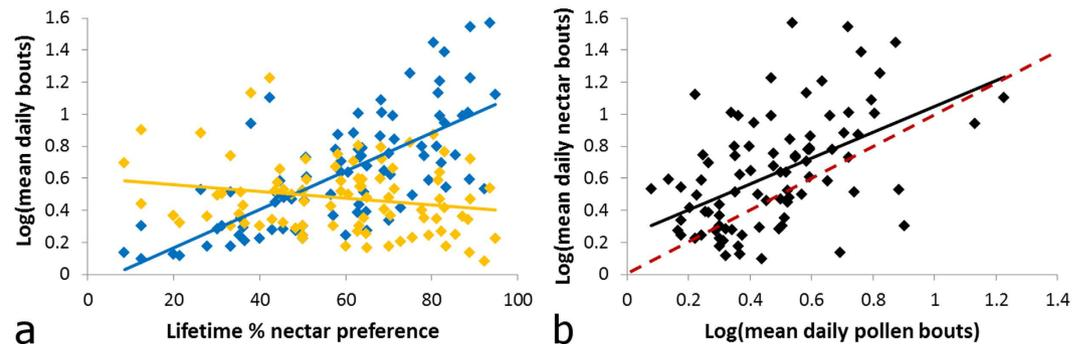 Log(mean daily bouts)
1.6
1.4
1.2
1
0.8
0.6
0.4
0.2
0
0 20 40 60 80 100
Lifetime % nectar preference
a
Log(mean daily nectar bouts)
1.6
1.4
1.2
1
0.8
0.6
0.4
0.2
0
0 0.2 0.4 0.6 0.8 1 1.2 1.4
Log(mean daily pollen bouts)
b